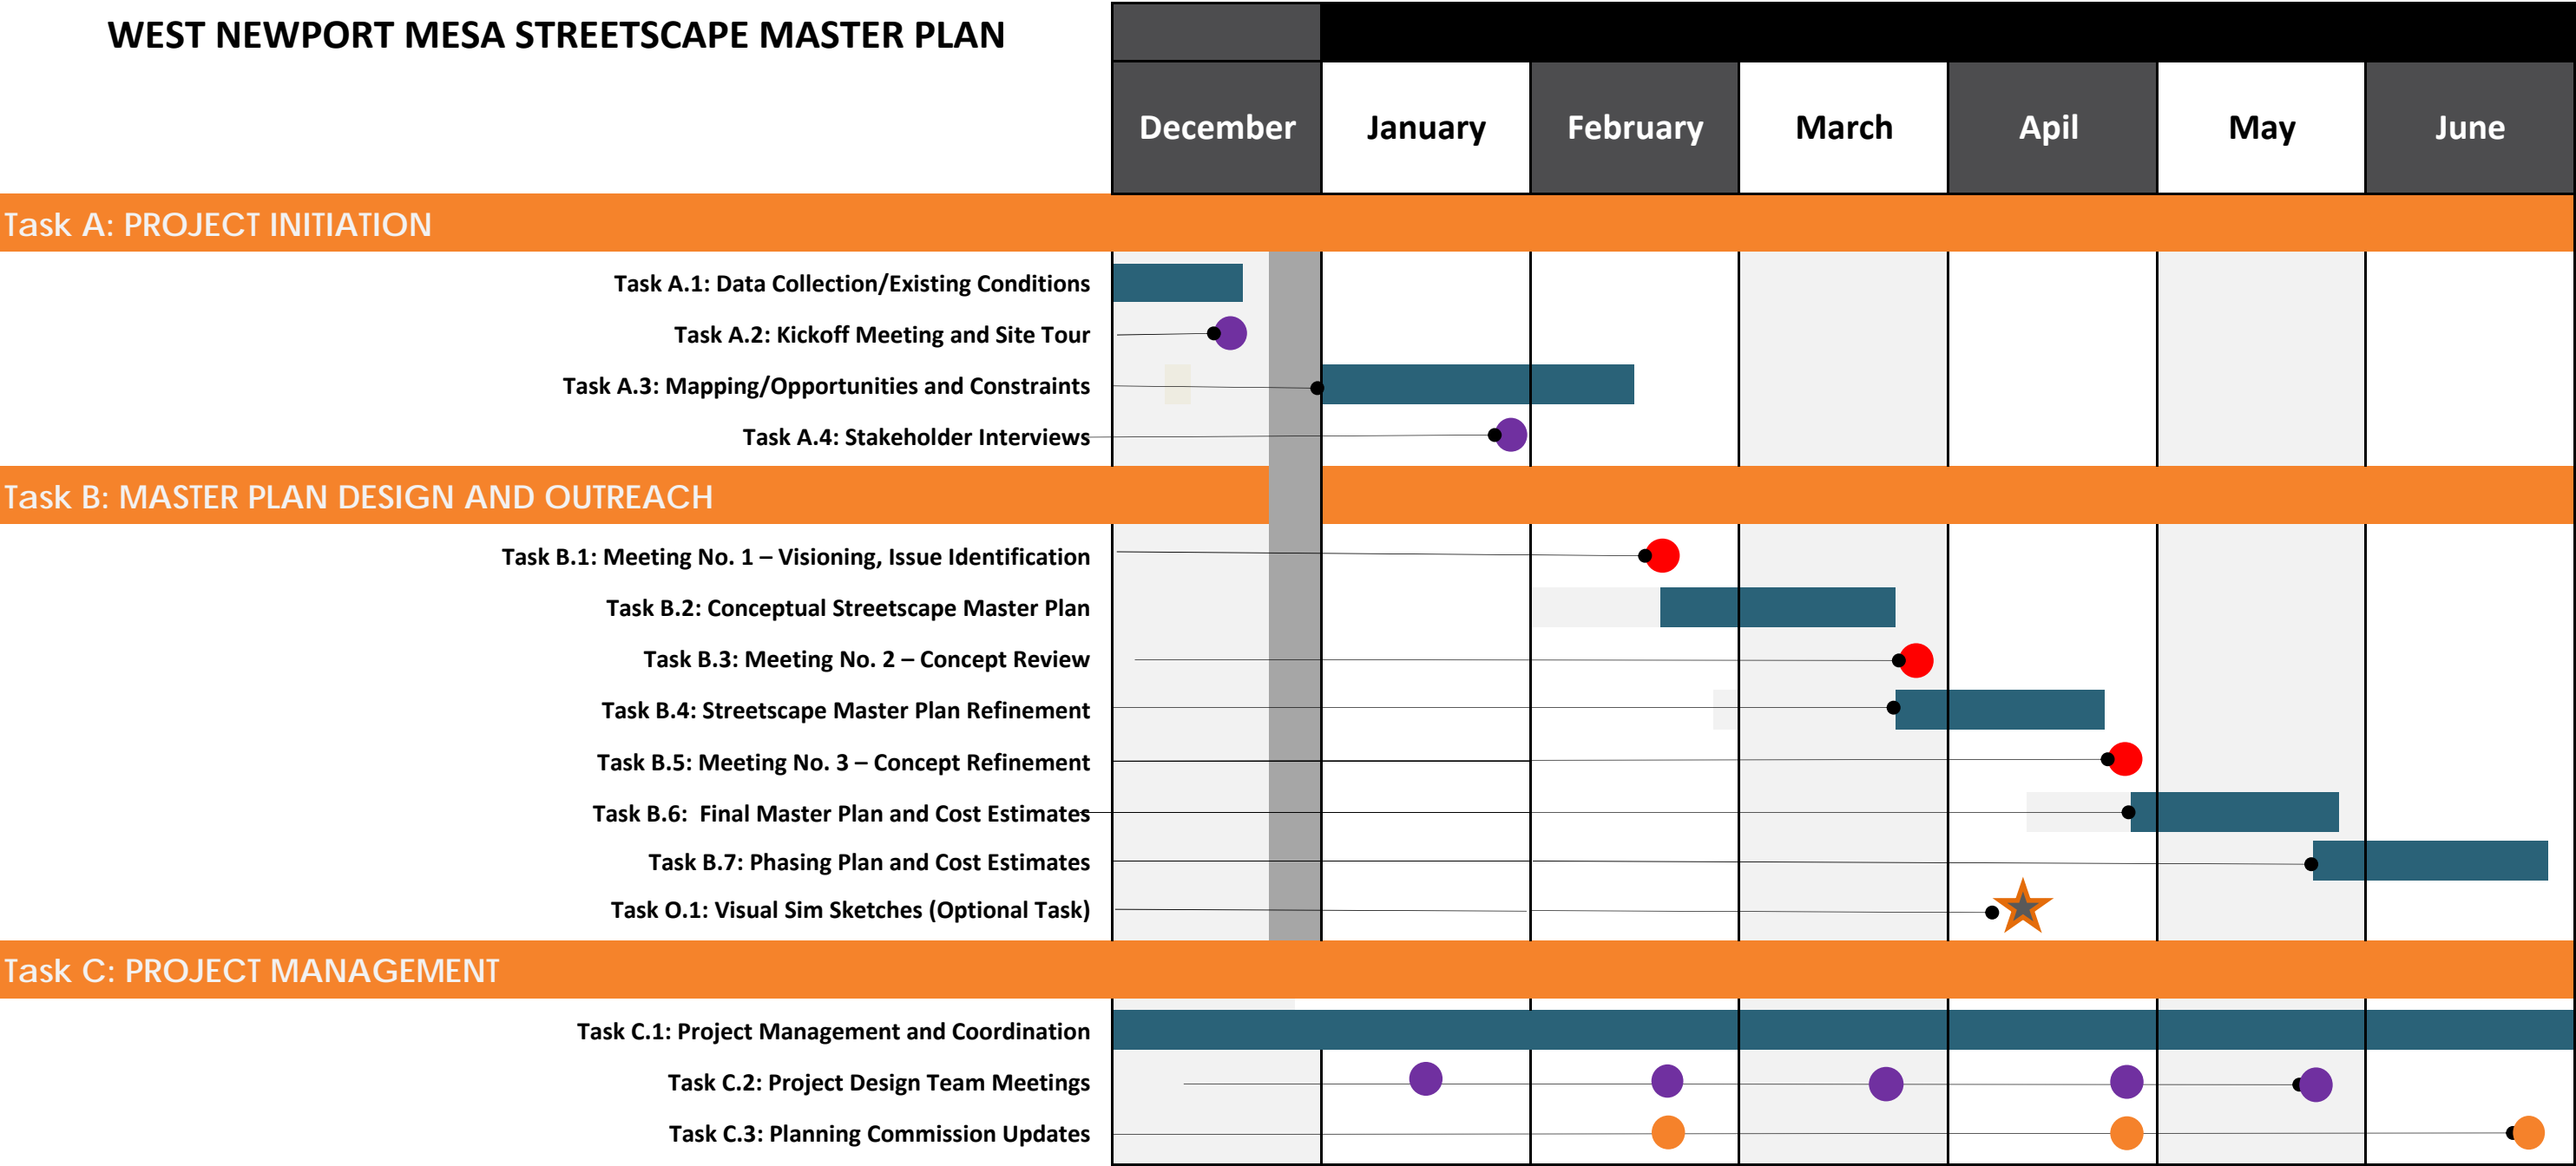 WEST NEWPORT MESA STREETSCAPE MASTER PLAN
December January February March Apil May June
Task A: PROJECT INITIATION
Task A.1: Data Collection/Existing Conditions
Task A.2: Kickoff Meeting and Site Tour
Task A.3: Mapping/Opportunities and Constraints
Task A.4: Stakeholder Interviews
Task B: MASTER PLAN DESIGN AND OUTREACH
Task B.1: Meeting No. 1 – Visioning, Issue Identification
Task B.2: Conceptual Streetscape Master Plan
Task B.3: Meeting No. 2 – Concept Review
Task B.4: Streetscape Master Plan Refinement
Task B.5: Meeting No. 3 – Concept Refinement
Task B.6: Final Master Plan and Cost Estimates
Task B.7: Phasing Plan and Cost Estimates
Task O.1: Visual Sim Sketches (Optional Task)
Task C: PROJECT MANAGEMENT
Task C.1: Project Management and Coordination
Task C.2: Project Design Team Meetings
Task C.3: Planning Commission Updates